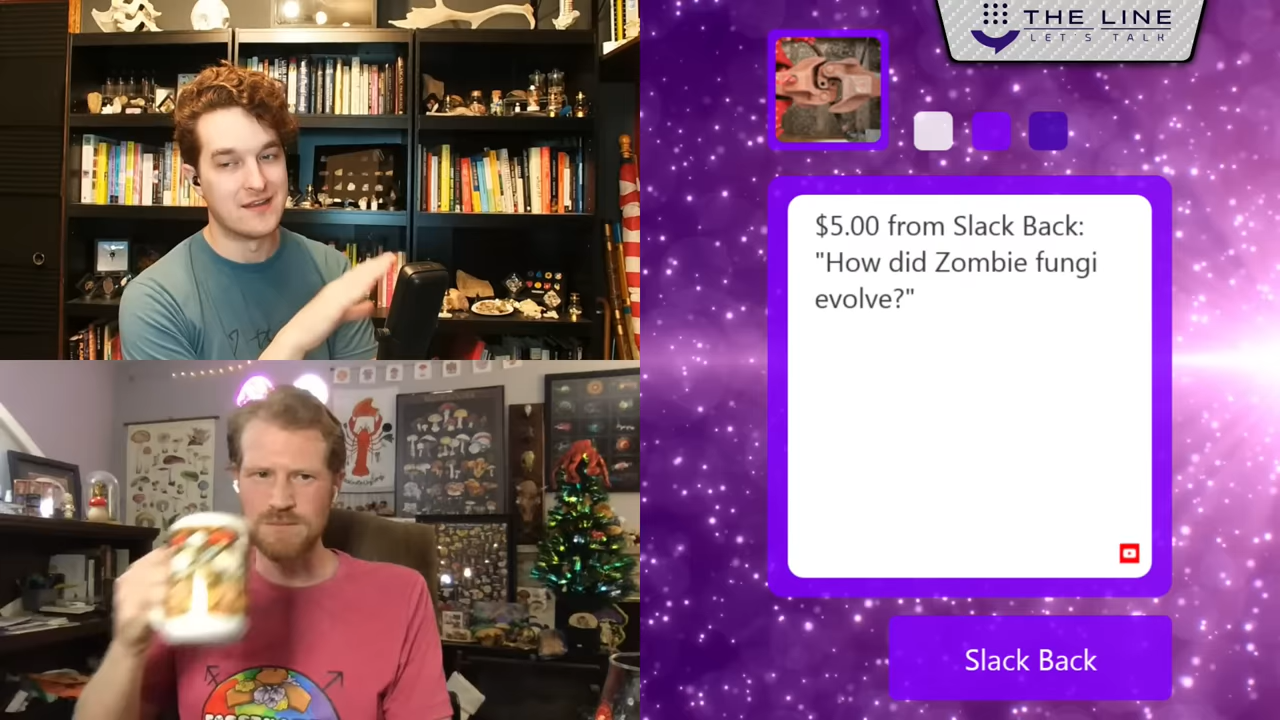 THE LINE
LET'S TALK
$5.00 from Slack Back:
"How did Zombie fungi
evolve?"
Slack Back